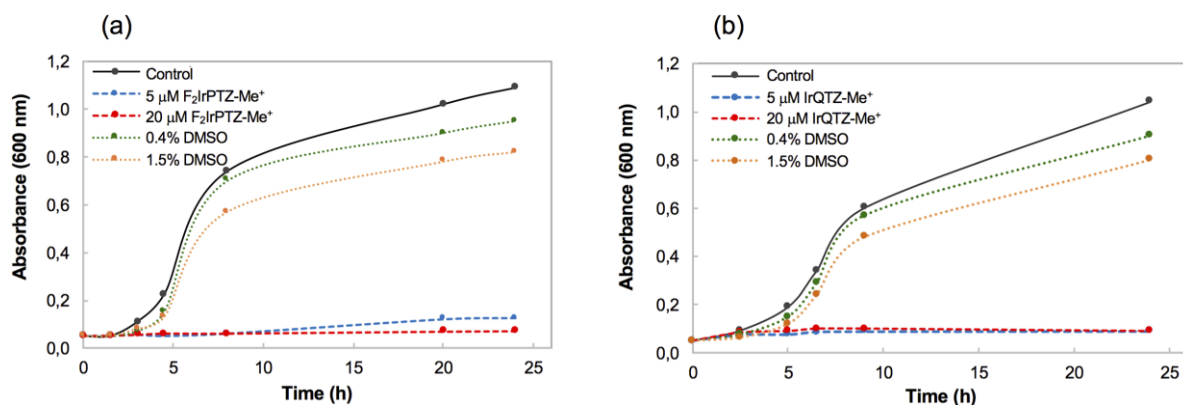 (a)
Absorbance (600 nm)
1,2
1,0
0,8
0,6
0,4
0,2
0,0
Control
5 μM F₂IrPTZ-Me⁺
20 μM F₂IrPTZ-Me⁺
0.4% DMSO
1.5% DMSO
0 5 10 15 20 25
Time (h)
(b)
Absorbance (600 nm)
1,2
1,0
0,8
0,6
0,4
0,2
0,0
Control
5 μM IrQTZ-Me⁺
20 μM IrQTZ-Me⁺
0.4% DMSO
1.5% DMSO
0 5 10 15 20 25
Time (h)